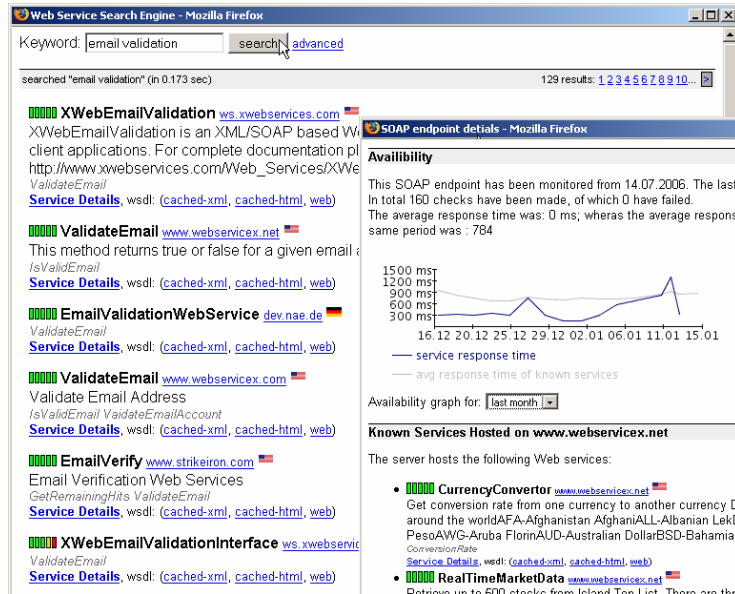 Web Service Search Engine - Mozilla Firefox
Keyword: email validation search advanced
searched "email validation" (in 0.173 sec) 129 results: 1 2 3 4 5 6 7 8 9 10... >
XWebEmailValidation ws.xwebservices.com
XWebEmailValidation is an XML/SOAP based We
client applications. For complete documentation pl
http://www.xwebservices.com/Web_Services/XWe
ValidateEmail
Service Details, wsdl: (cached-xml, cached-html, web)
ValidateEmail www.webservicex.net
This method returns true or false for a given email a
IsValidEmail
Service Details, wsdl: (cached-xml, cached-html, web)
EmailValidationWebService dev.nae.de
ValidateEmail
Service Details, wsdl: (cached-xml, cached-html, web)
ValidateEmail www.webservicex.com
Validate Email Address
IsValidEmail VaidateEmailAccount
Service Details, wsdl: (cached-xml, cached-html, web)
EmailVerify www.strikeiron.com
Email Verification Web Services
GetRemainingHits ValidateEmail
Service Details, wsdl: (cached-xml, cached-html, web)
XWebEmailValidationInterface ws.xwebservic
ValidateEmail
Service Details, wsdl: (cached-xml, cached-html, web)
SOAP endpoint detials - Mozilla Firefox
Availibility
This SOAP endpoint has been monitored from 14.07.2006. The last
In total 160 checks have been made, of which 0 have failed.
The average response time was: 0 ms; wheras the average respons
same period was : 784
1500 ms
1200 ms
900 ms
600 ms
300 ms
16.12 20.12 25.12 29.12 02.01 06.01 11.01 15.01
service response time
avg response time of known services
Availability graph for: last month
Known Services Hosted on www.webservicex.net
The server hosts the following Web services:
CurrencyConvertor www.webservicex.net
Get conversion rate from one currency to another currency D
around the worldAFA-Afghanistan AfghaniALL-Albanian Lek
PesoAWG-Aruba FlorinAUD-Australian DollarBSD-Bahamia
ConversionRate
Service Details, wsdl: (cached-xml, cached-html, web)
RealTimeMarketData www.webservicex.net
Retrieve up to 500 stocks from Island Top List. There are thr